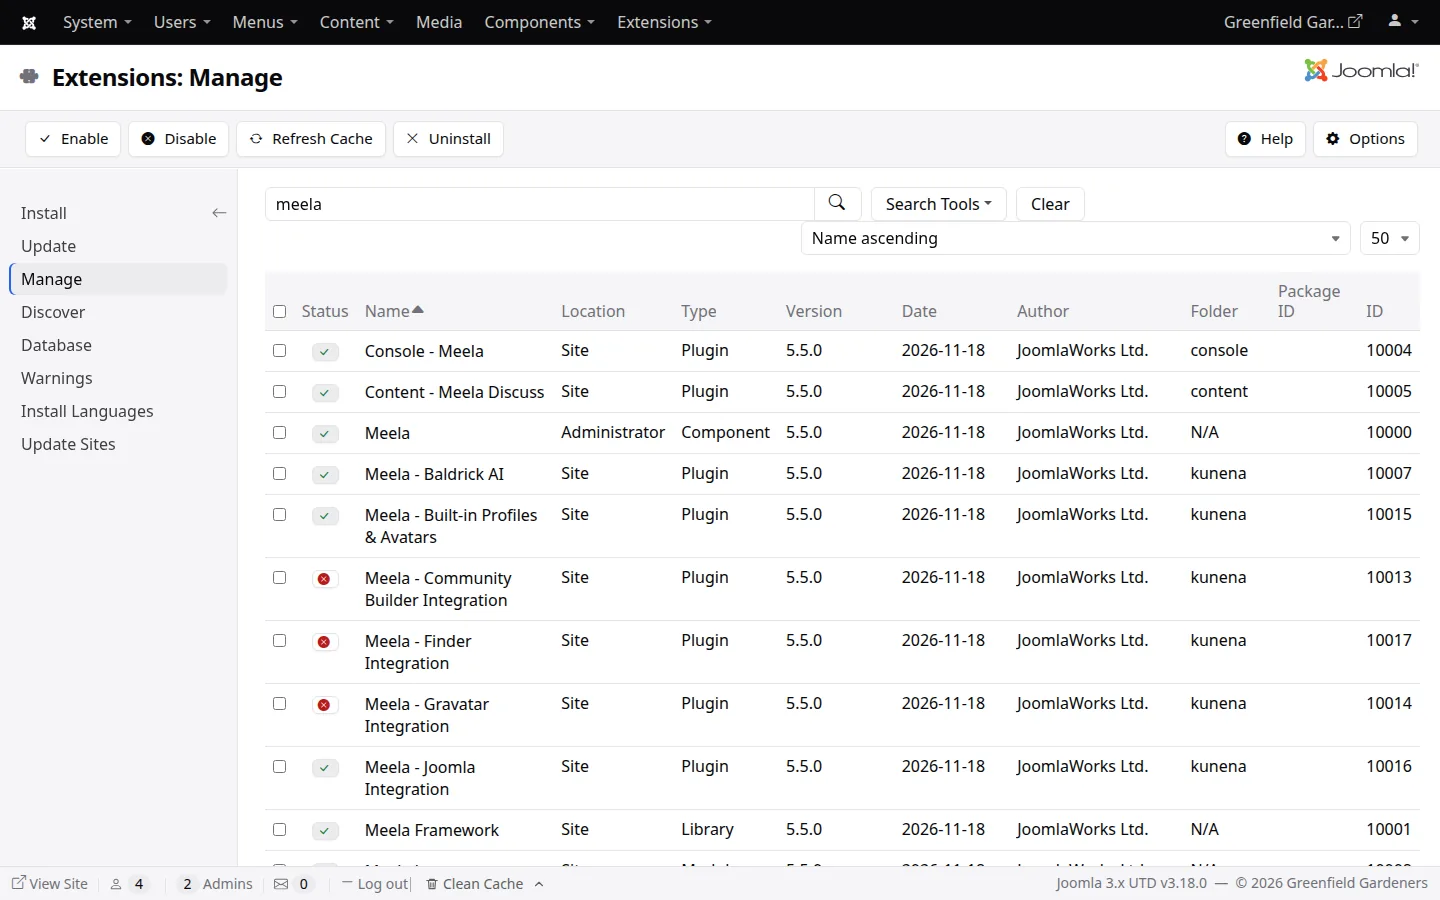 System Users Menus Content Media Components Extensions Greenfield Gar...
Extensions: Manage
Joomla!
Enable Disable Refresh Cache Uninstall Help Options
Install
Update
Manage
Discover
Database
Warnings
Install Languages
Update Sites
meela Search Tools Clear
Name ascending 50
Status Name Location Type Version Date Author Folder Package ID ID
Console - Meela Site Plugin 5.5.0 2026-11-18 JoomlaWorks Ltd. console 10004
Content - Meela Discuss Site Plugin 5.5.0 2026-11-18 JoomlaWorks Ltd. content 10005
Meela Administrator Component 5.5.0 2026-11-18 JoomlaWorks Ltd. N/A 10000
Meela - Baldrick AI Site Plugin 5.5.0 2026-11-18 JoomlaWorks Ltd. kunena 10007
Meela - Built-in Profiles Site Plugin 5.5.0 2026-11-18 JoomlaWorks Ltd. kunena 10015
& Avatars
Meela - Community Site Plugin 5.5.0 2026-11-18 JoomlaWorks Ltd. kunena 10013
Builder Integration
Meela - Finder Site Plugin 5.5.0 2026-11-18 JoomlaWorks Ltd. kunena 10017
Integration
Meela - Gravatar Site Plugin 5.5.0 2026-11-18 JoomlaWorks Ltd. kunena 10014
Integration
Meela - Joomla Site Plugin 5.5.0 2026-11-18 JoomlaWorks Ltd. kunena 10016
Integration
Meela Framework Site Library 5.5.0 2026-11-18 JoomlaWorks Ltd. N/A 10001
View Site 4 2 Admins 0 Log out Clean Cache Joomla 3.x UTD v3.18.0 — © 2026 Greenfield Gardeners